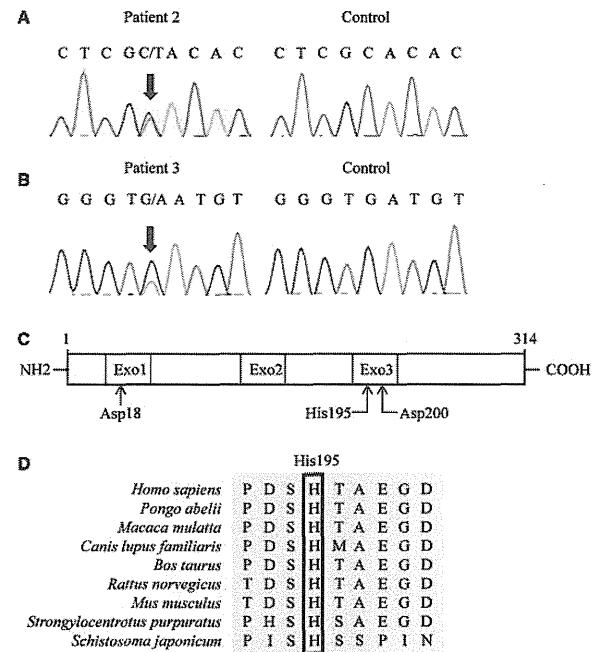 A Patient 2 Control
C T C G C/T A C A C C T C G C A C A C
B Patient 3 Control
G G G T G/A A T G T G G G T G A T G T
C 1 314
NH2 Exo1 Exo2 Exo3 COOH
Asp18 His195 Asp200
D His195
Homo sapiens P D S H T A E G D
Pongo abelii P D S H T A E G D
Macaca mulatta P D S H T A E G D
Canis lupus familiaris P D S H M A E G D
Bos taurus P D S H T A E G D
Rattus norvegicus T D S H T A E G D
Mus musculus T D S H T A E G D
Strongylocentrotus purpuratus P H S H S A E G D
Schistosoma japonicum P I S H S S P I N